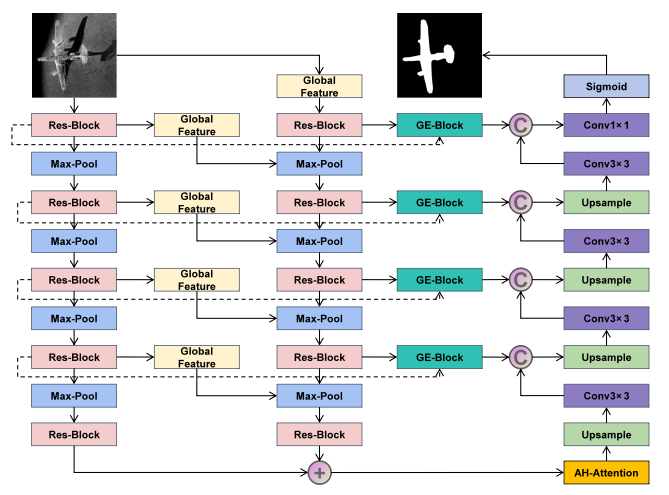 Global
Feature
Sigmoid
Res-Block
Global
Feature
Res-Block
GE-Block
C
Conv1×1
Max-Pool
Max-Pool
Conv3×3
Res-Block
Global
Feature
Res-Block
GE-Block
C
Upsample
Max-Pool
Max-Pool
Conv3×3
Res-Block
Global
Feature
Res-Block
GE-Block
C
Upsample
Max-Pool
Max-Pool
Conv3×3
Res-Block
Global
Feature
Res-Block
GE-Block
C
Upsample
Max-Pool
Max-Pool
Conv3×3
Res-Block
Res-Block
Upsample
+
AH-Attention